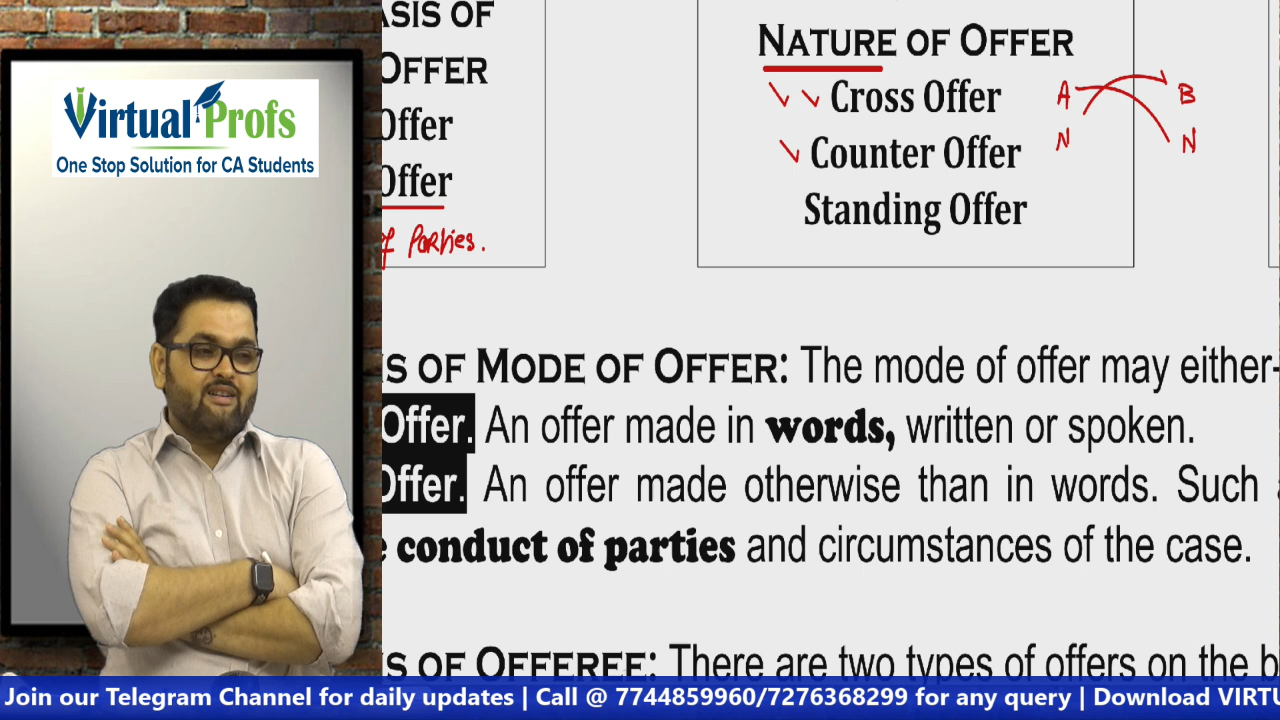 Virtual Profs
One Stop Solution for CA Students
ASIS OF
OFFER
Offer
Offer
of Parties.
NATURE OF OFFER
Cross Offer
Counter Offer
Standing Offer
A B
N N
S OF MODE OF OFFER: The mode of offer may either-
Offer. An offer made in words, written or spoken.
Offer. An offer made otherwise than in words. Such a
e conduct of parties and circumstances of the case.
S OF OFFEREE: There are two types of offers on the b
Join our Telegram Channel for daily updates | Call @ 7744859960/7276368299 for any query | Download VIRTU